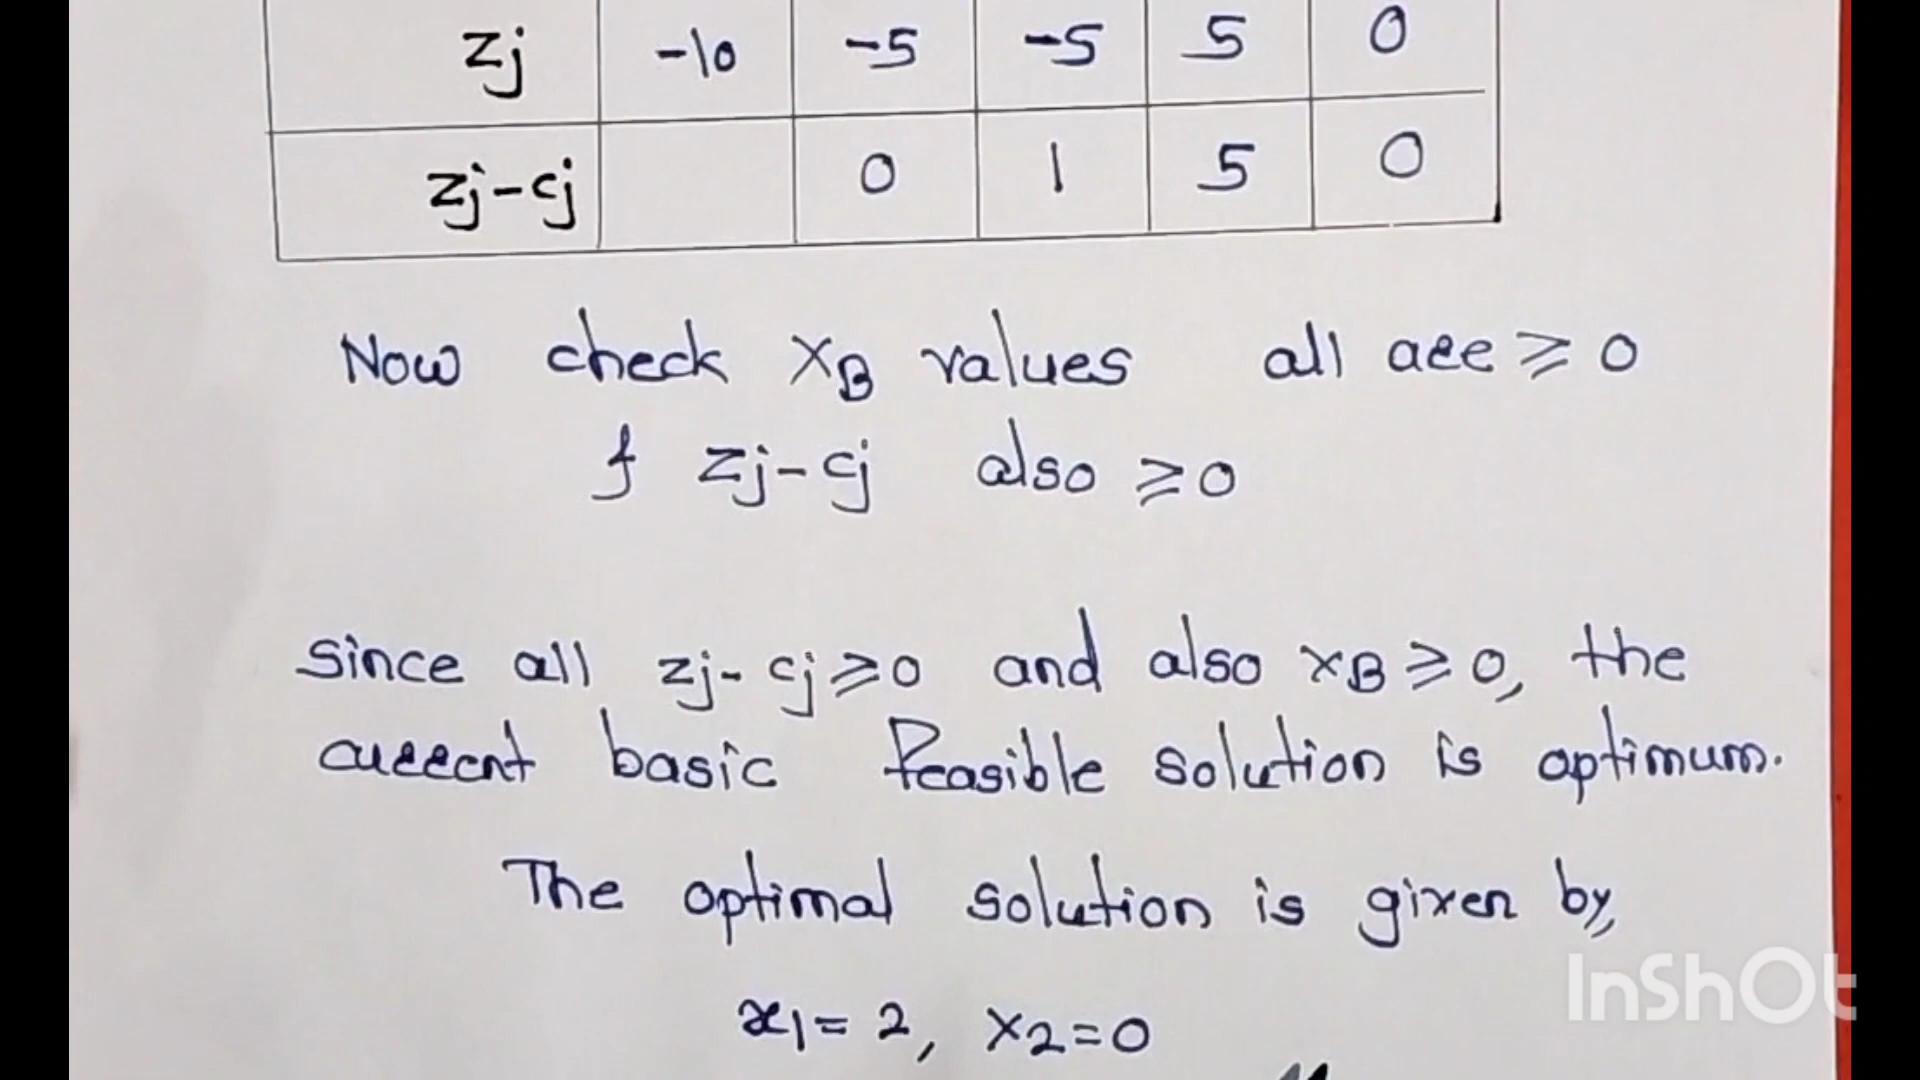 zj -10 -5 -5 5 0
zj-cj 0 1 5 0
Now check XB values all are ≥ 0
& zj-cj also ≥0
since all zj-cj≥0 and also xB≥0, the
current basic feasible solution is optimum.
The optimal solution is given by,
x1=2, x2=0
InShOt